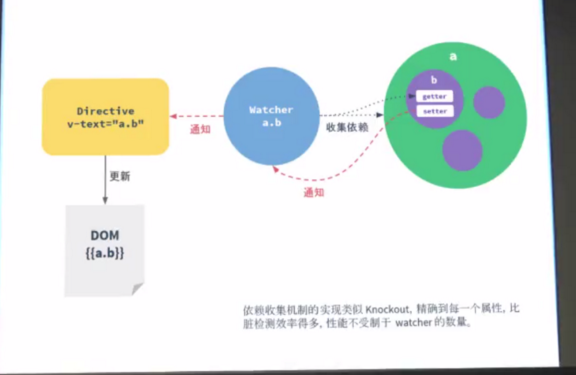 a
b
getter
setter
Directive
v-text="a.b"
Watcher
a.b
通知
收集依赖
通知
更新
DOM
{{a.b}}
依赖收集机制的实现类似 Knockout, 精确到每一个属性, 比
脏检测效率得多, 性能不受制于 watcher 的数量。